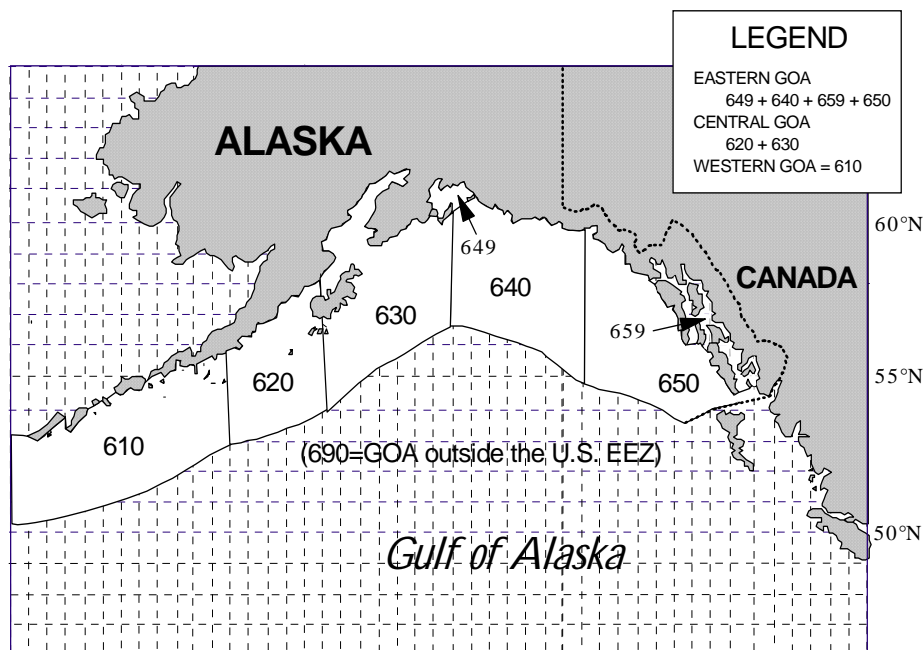 LEGEND
EASTERN GOA
649 + 640 + 659 + 650
CENTRAL GOA
620 + 630
WESTERN GOA = 610
ALASKA
60°N
649
CANADA
640
630
659
55°N
620
650
610
(690=GOA outside the U.S. EEZ)
50°N
Gulf of Alaska